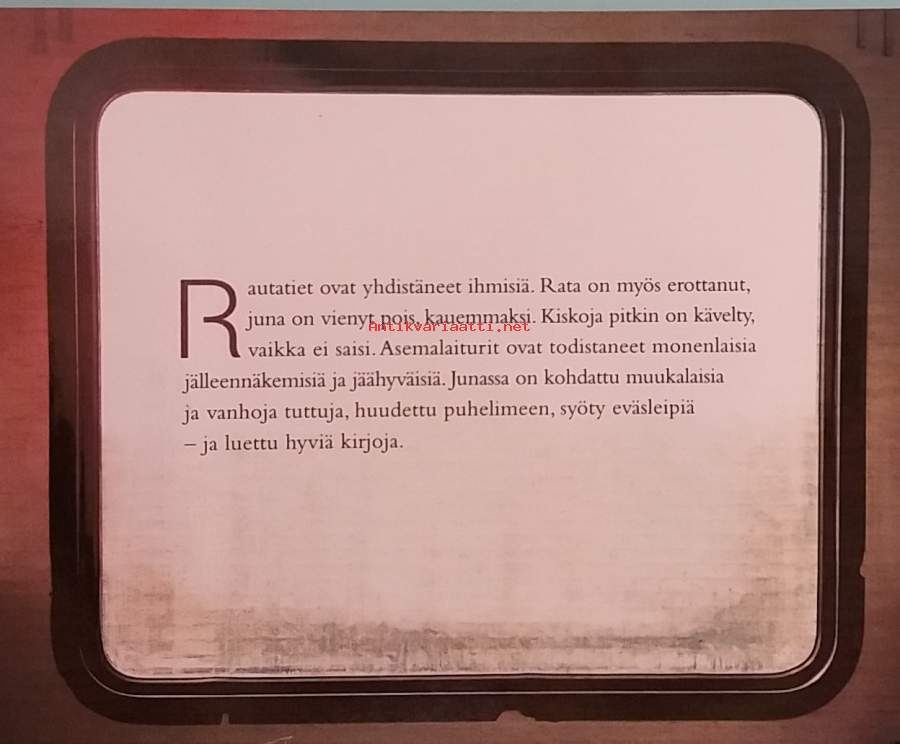 Rautatiet ovat yhdistäneet ihmisiä. Rata on myös erottanut,
juna on vienyt pois, kauemmaksi. Kiskoja pitkin on kävelty,
Antikvariaatti.net
vaikka ei saisi. Asemalaiturit ovat todistaneet monenlaisia
jälleennäkemisiä ja jäähyväisiä. Junassa on kohdattu muukalaisia
ja vanhoja tuttuja, huudettu puhelimeen, syöty eväsleipiä
– ja luettu hyviä kirjoja.